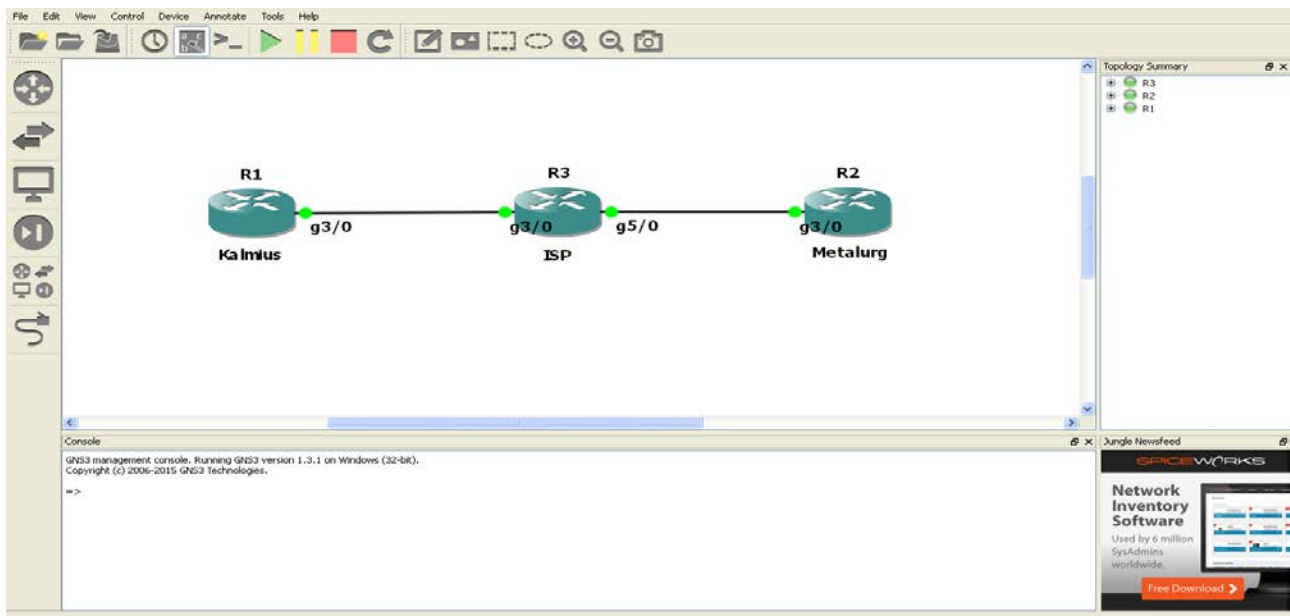 File Edit View Control Device Annotate Tools Help
Topology Summary
R3
R2
R1
R1 R3 R2
g3/0 g3/0 g5/0 g3/0
Kalmius ISP Metalurg
Console
GNS3 management console. Running GNS3 version 1.3.1 on Windows (32-bit).
Copyright (c) 2006-2015 GNS3 Technologies.
=>
Jungle Newsfeed
SPICEWORKS
Network
Inventory
Software
Used by 6 million
SysAdmins
worldwide.
Free Download